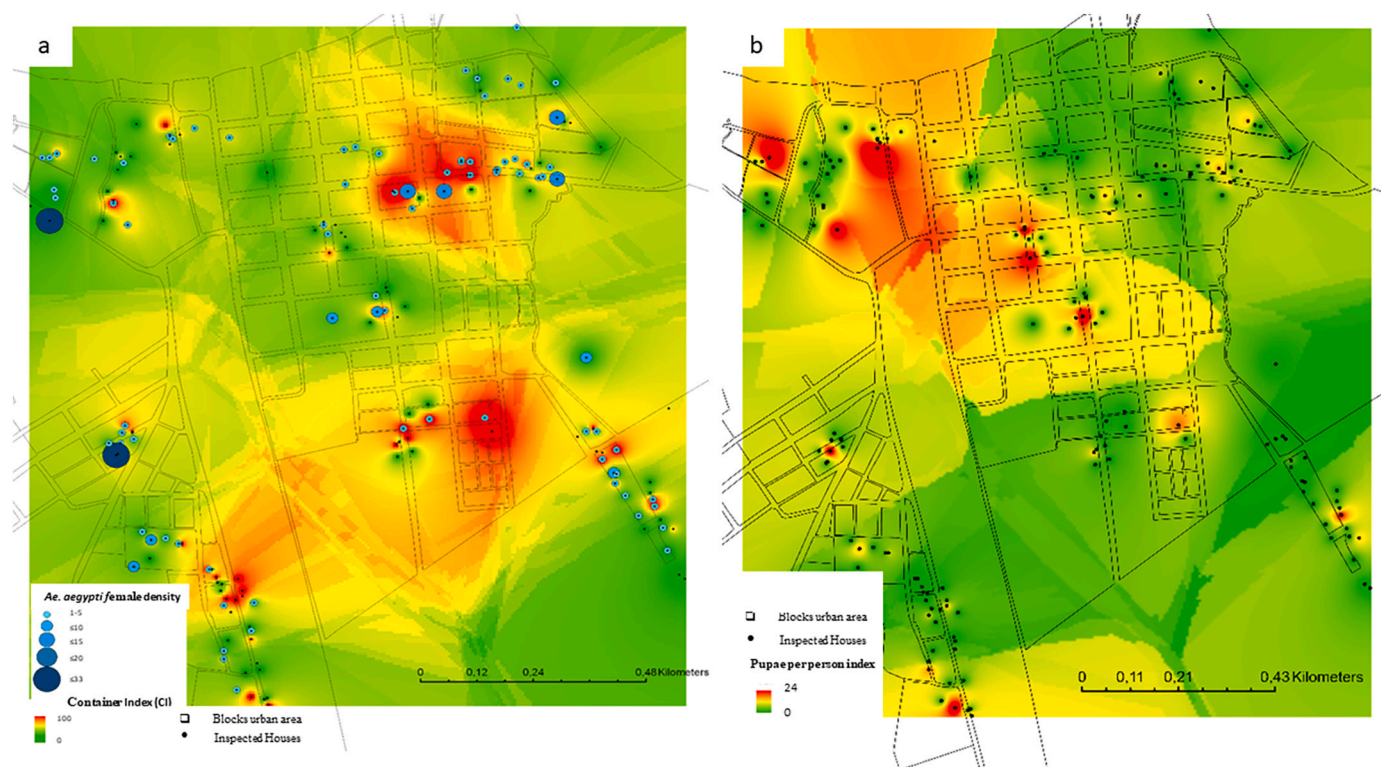 a
b
Ae. aegypti female density
1-5
≤10
≤15
≤20
≤33
Container Index (CI)
100
0
Blocks urban area
Inspected Houses
0 0,12 0,24 0,48 Kilometers
Blocks urban area
Inspected Houses
Pupae per person index
24
0
0 0,11 0,21 0,43 Kilometers